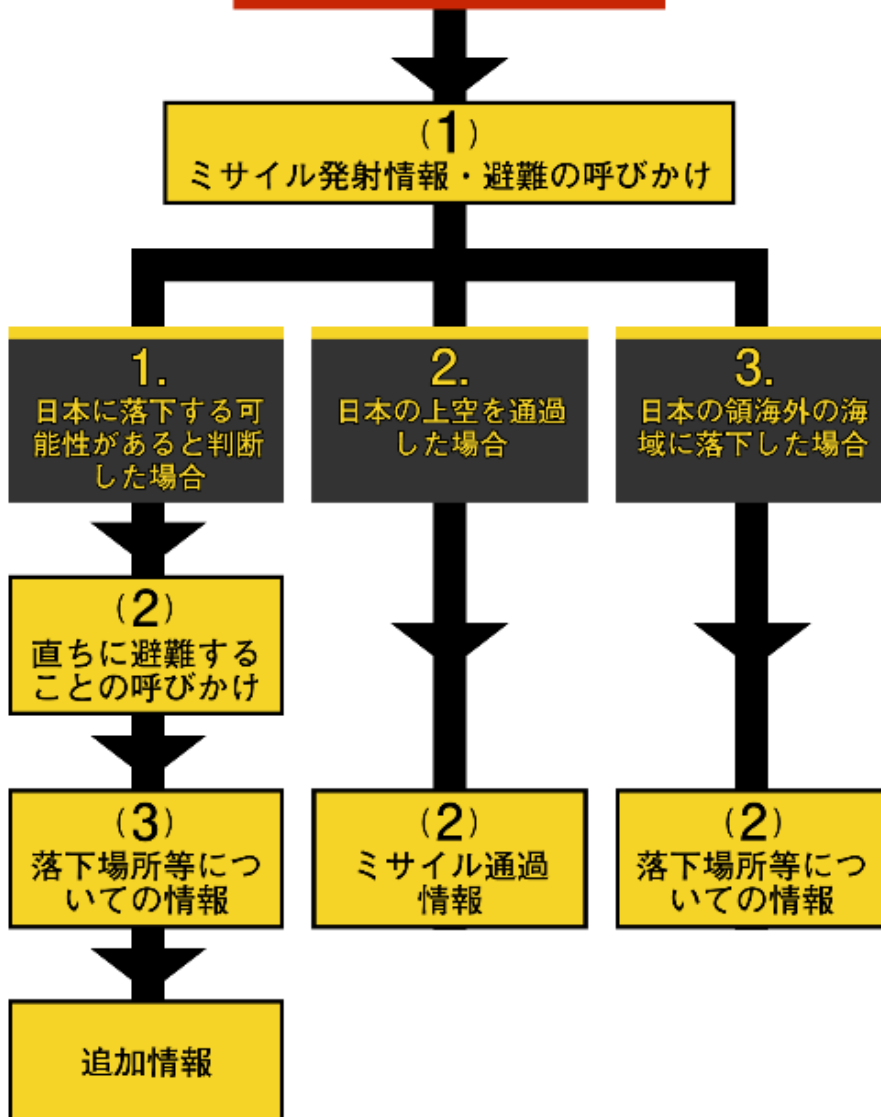 (1)
ミサイル発射情報・避難の呼びかけ
1.
日本に落下する可
能性があると判断
した場合
2.
日本の上空を通過
した場合
3.
日本の領海外の海
域に落下した場合
(2)
直ちに避難する
ことの呼びかけ
(3)
落下場所等につ
いての情報
(2)
ミサイル通過
情報
(2)
落下場所等につ
いての情報
追加情報